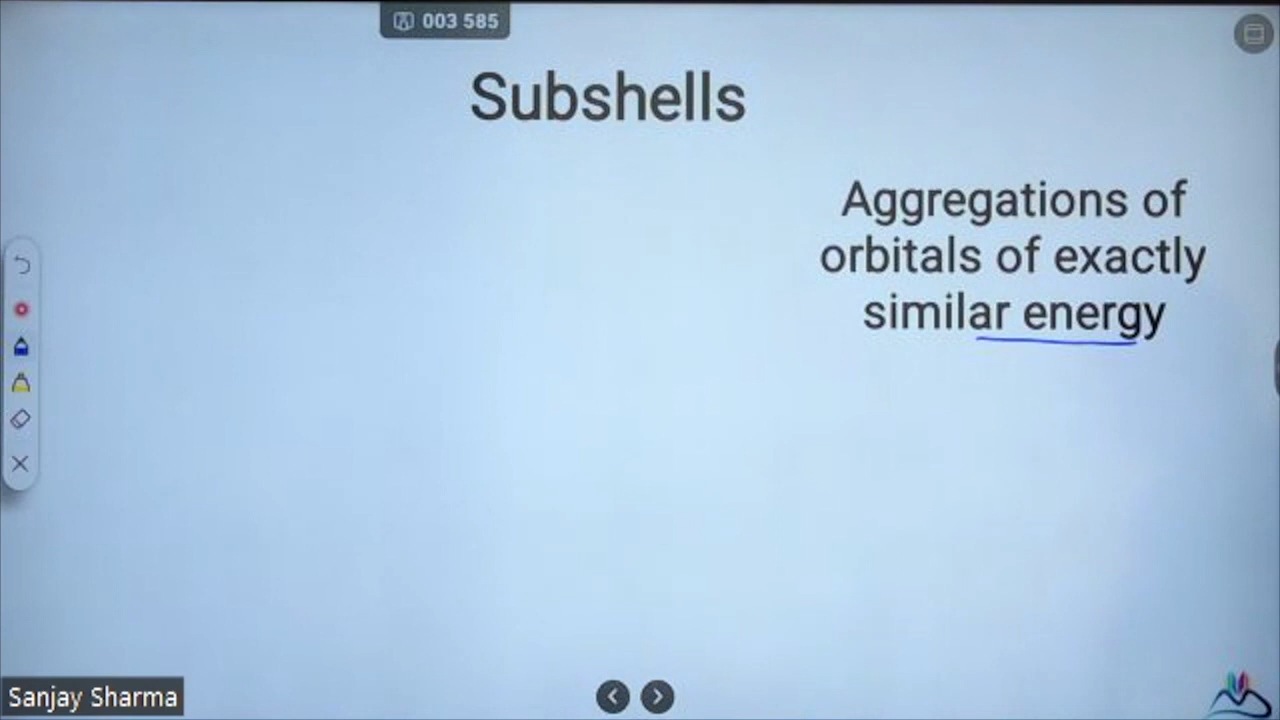 003 585
Subshells
Aggregations of
orbitals of exactly
similar energy
Sanjay Sharma